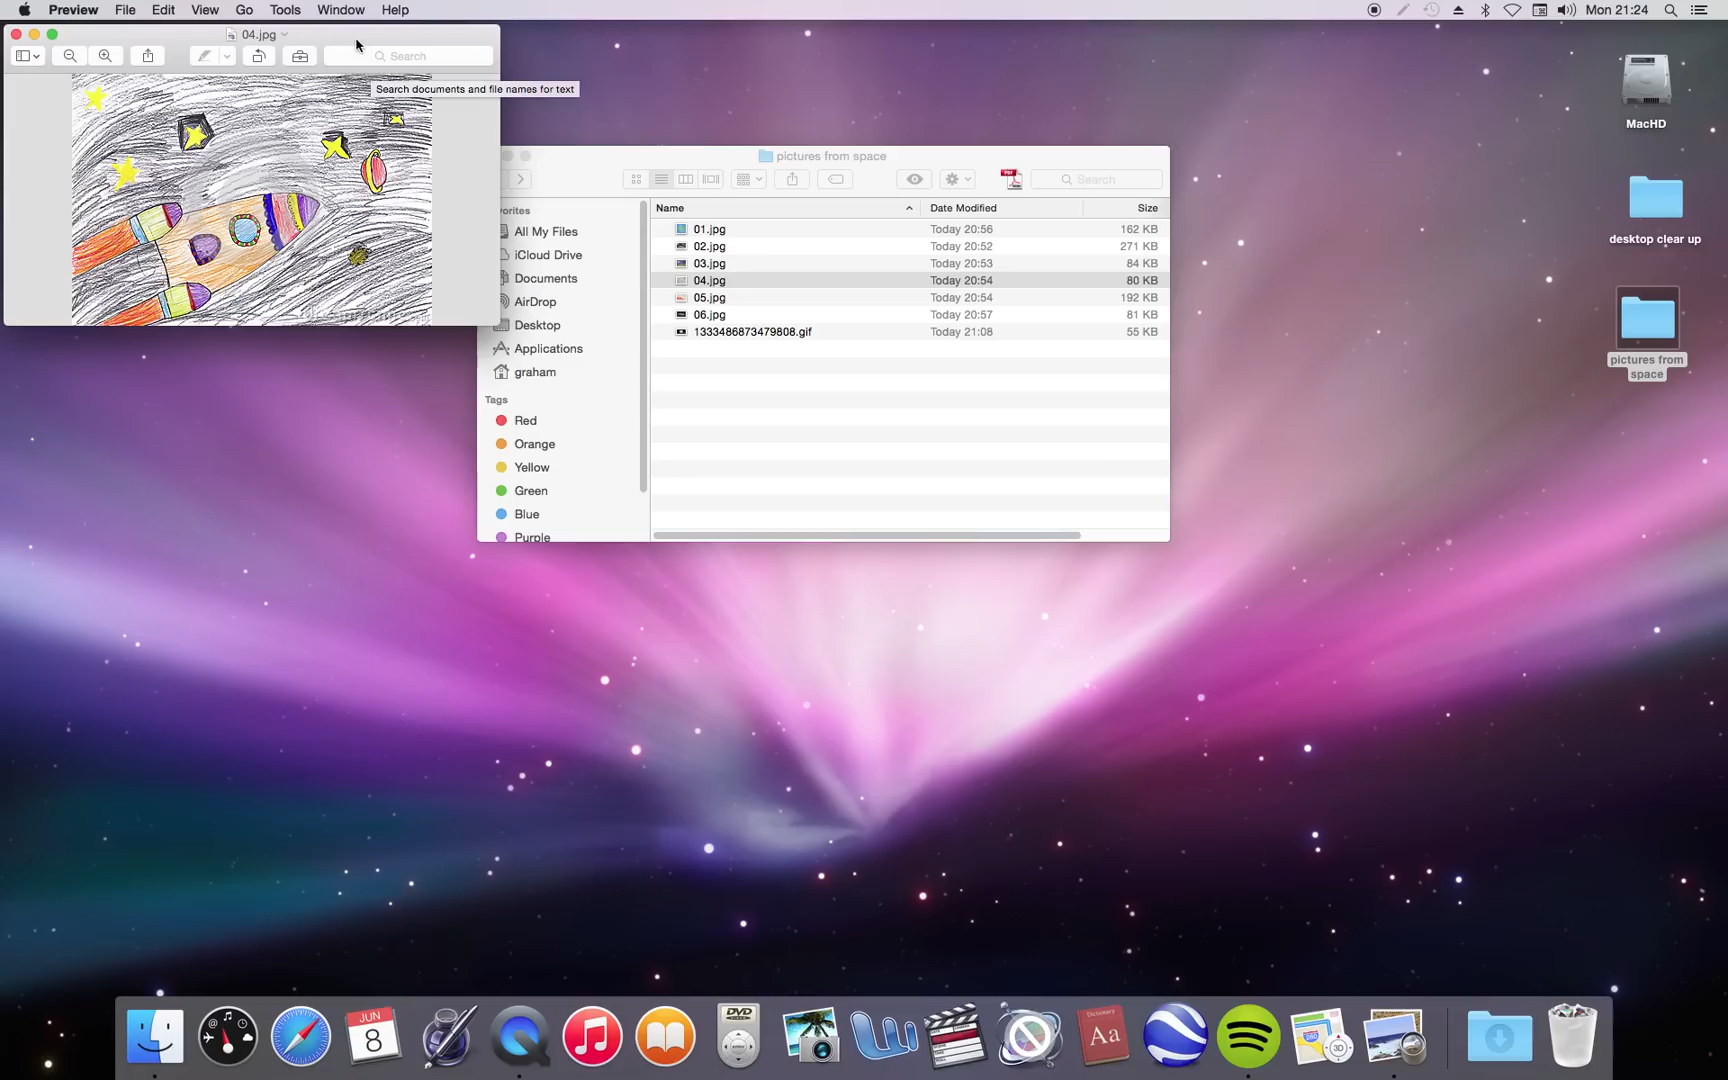 Preview File Edit View Go Tools Window Help Mon 21:24
04.jpg
Search
Search documents and file names for text
MacHD
desktop clear up
pictures from
space
pictures from space
Search
Name Date Modified Size
01.jpg Today 20:56 162 KB
02.jpg Today 20:52 271 KB
03.jpg Today 20:53 84 KB
04.jpg Today 20:54 80 KB
05.jpg Today 20:54 192 KB
06.jpg Today 20:57 81 KB
1333486873479808.gif Today 21:08 55 KB
vorites
All My Files
iCloud Drive
Documents
AirDrop
Desktop
Applications
graham
Tags
Red
Orange
Yellow
Green
Blue
Purple
JUN
8
DVD
Dictionary
Aa
3D